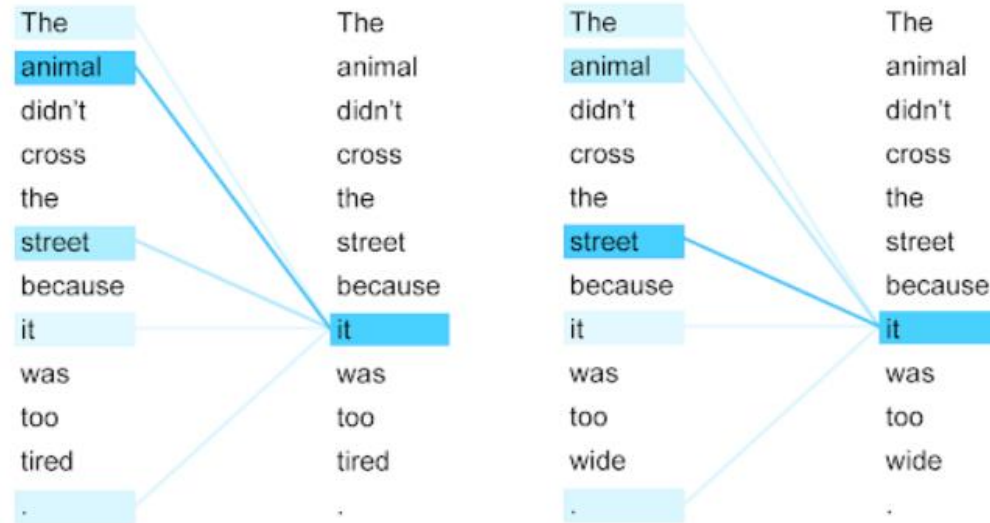 The
animal
didn't
cross
the
street
because
it
was
too
tired
.
The
animal
didn't
cross
the
street
because
it
was
too
tired
.
The
animal
didn't
cross
the
street
because
it
was
too
wide
.
The
animal
didn't
cross
the
street
because
it
was
too
wide
.